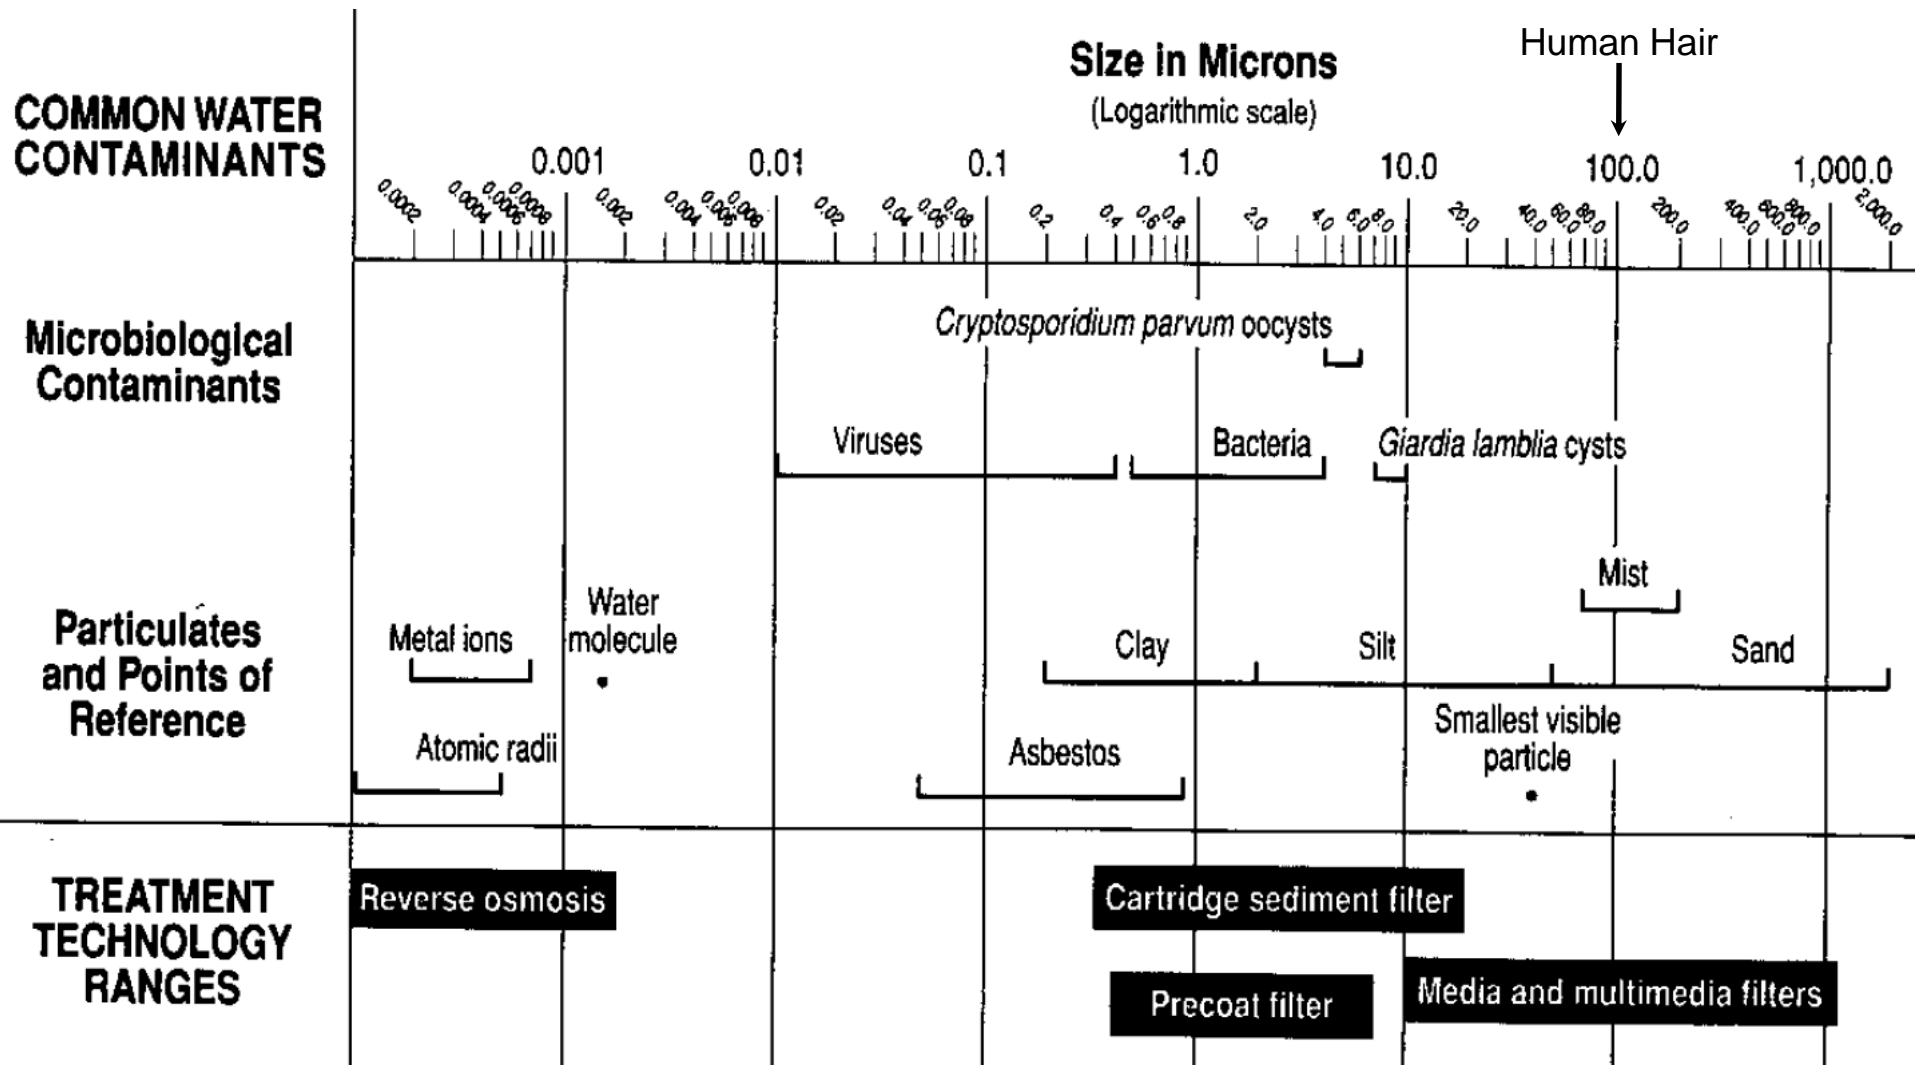 Human Hair
Size in Microns
(Logarithmic scale)
COMMON WATER
CONTAMINANTS
0.001 0.01 0.1 1.0 10.0 100.0 1,000.0
0.0002 0.0004 0.0006 0.0008 0.002 0.004 0.006 0.008 0.02 0.04 0.06 0.08 0.2 0.4 0.6 0.8 2.0 4.0 6.0 8.0 20.0 40.0 60.0 80.0 200.0 400.0 600.0 800.0 2,000.0
Microbiological
Contaminants
Cryptosporidium parvum oocysts
Viruses
Bacteria
Giardia lamblia cysts
Particulates
and Points of
Reference
Mist
Metal ions
Water
molecule
Clay
Silt
Sand
Atomic radii
Asbestos
Smallest visible
particle
TREATMENT
TECHNOLOGY
RANGES
Reverse osmosis
Cartridge sediment filter
Precoat filter
Media and multimedia filters